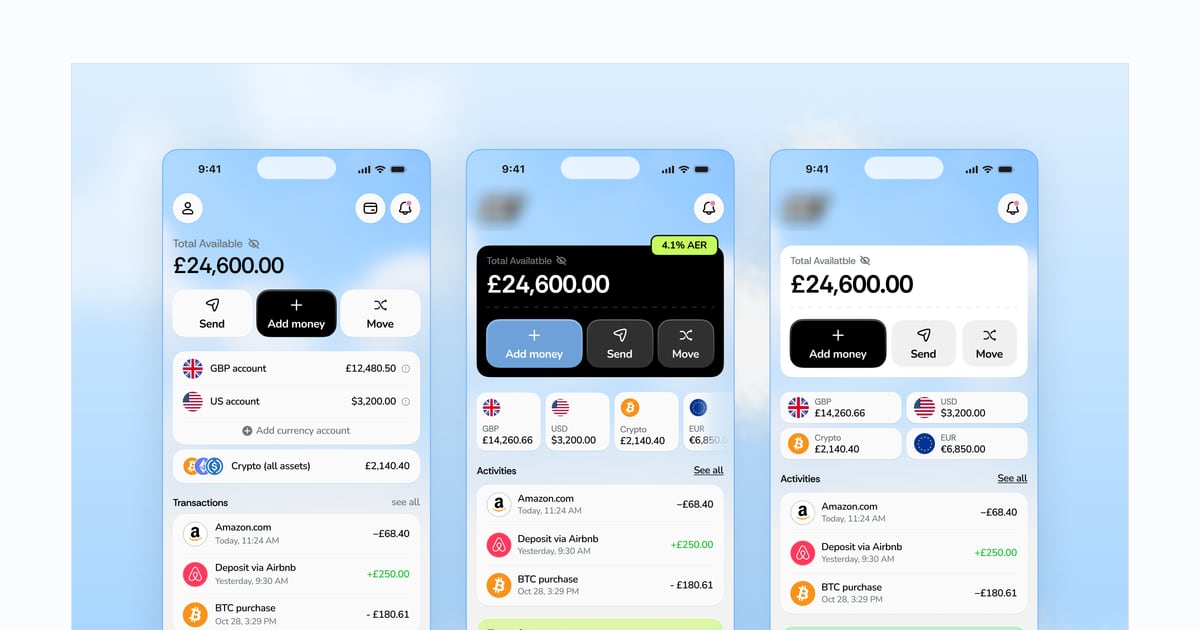 9:41
Total Available
£24,600.00
Send
Add money
Move
GBP account
£12,480.50
US account
$3,200.00
Add currency account
Crypto (all assets)
£2,140.40
Transactions
see all
Amazon.com
Today, 11:24 AM
–£68.40
Deposit via Airbnb
Yesterday, 9:30 AM
+£250.00
BTC purchase
Oct 28, 3:29 PM
- £180.61
9:41
4.1% AER
Total Availatble
£24,600.00
Add money
Send
Move
GBP
£14,260.66
USD
$3,200.00
Crypto
£2,140.40
EUR
€6,850.0
Activities
See all
Amazon.com
Today, 11:24 AM
–£68.40
Deposit via Airbnb
Yesterday, 9:30 AM
+£250.00
BTC purchase
Oct 28, 3:29 PM
- £180.61
9:41
Total Availatble
£24,600.00
Add money
Send
Move
GBP
£14,260.66
USD
$3,200.00
Crypto
£2,140.40
EUR
€6,850.00
Activities
See all
Amazon.com
Today, 11:24 AM
–£68.40
Deposit via Airbnb
Yesterday, 9:30 AM
+£250.00
BTC purchase
Oct 28, 3:29 PM
–£180.61